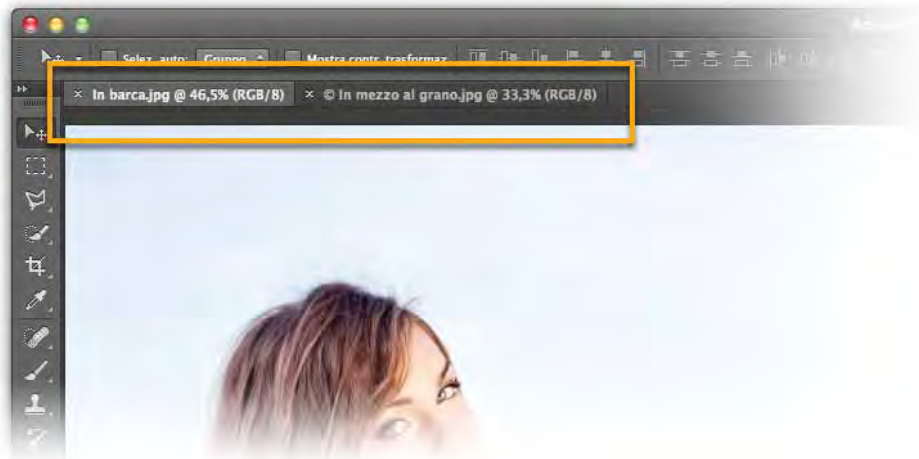 Selez. auto: Gruppo Mostra contr. trasformaz.
× In barca.jpg @ 46,5% (RGB/8) × © In mezzo al grano.jpg @ 33,3% (RGB/8)